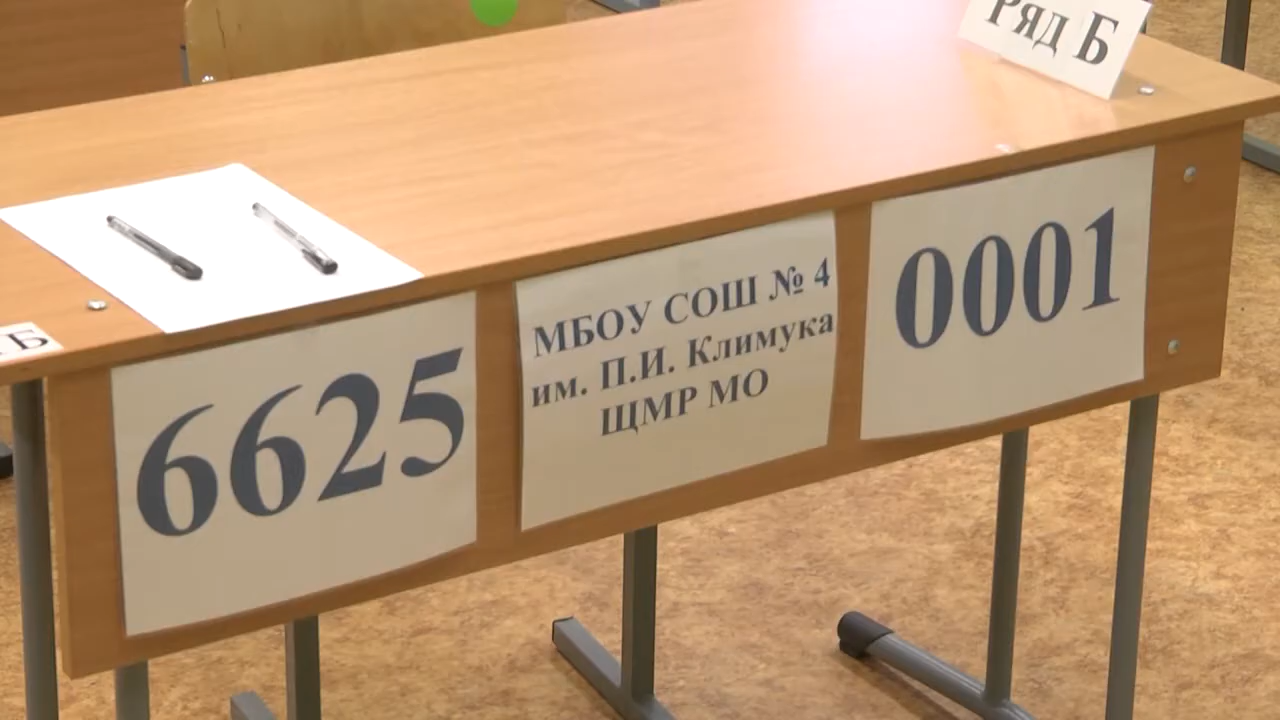 Ряд Б
6625
МБОУ СОШ № 4
им. П.И. Климука
ЩМР МО
0001
Б